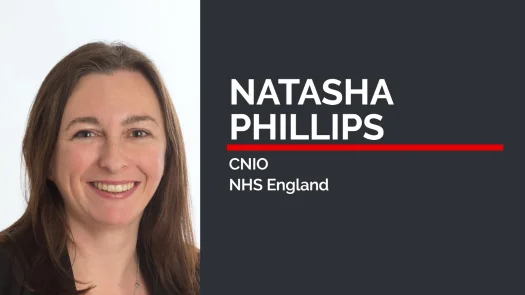 NATASHA
PHILLIPS
CNIO
NHS England